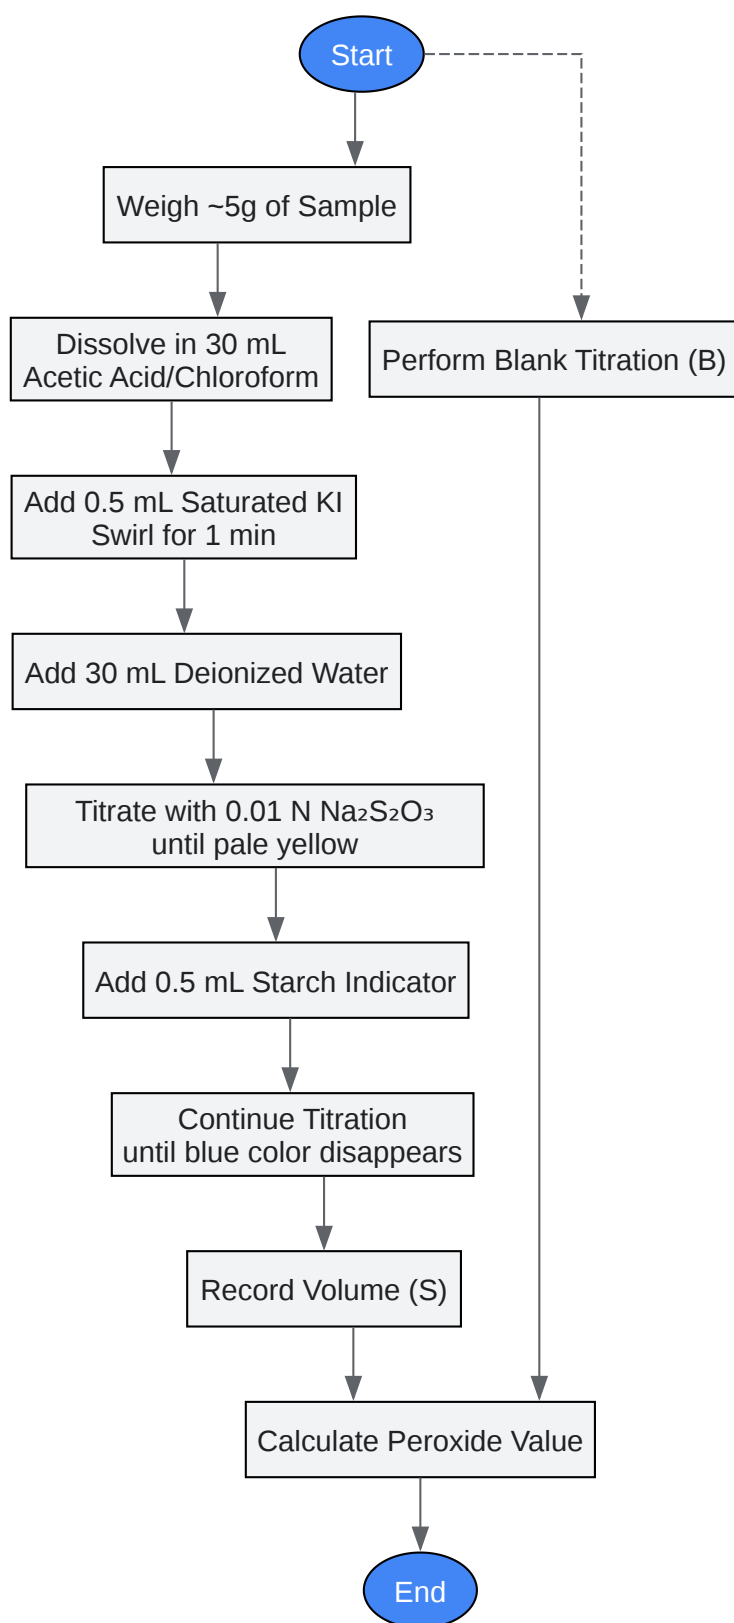 Start
Weigh ~5g of Sample
Dissolve in 30 mL
Acetic Acid/Chloroform
Perform Blank Titration (B)
Add 0.5 mL Saturated KI
Swirl for 1 min
Add 30 mL Deionized Water
Titrate with 0.01 N Na₂S₂O₃
until pale yellow
Add 0.5 mL Starch Indicator
Continue Titration
until blue color disappears
Record Volume (S)
Calculate Peroxide Value
End